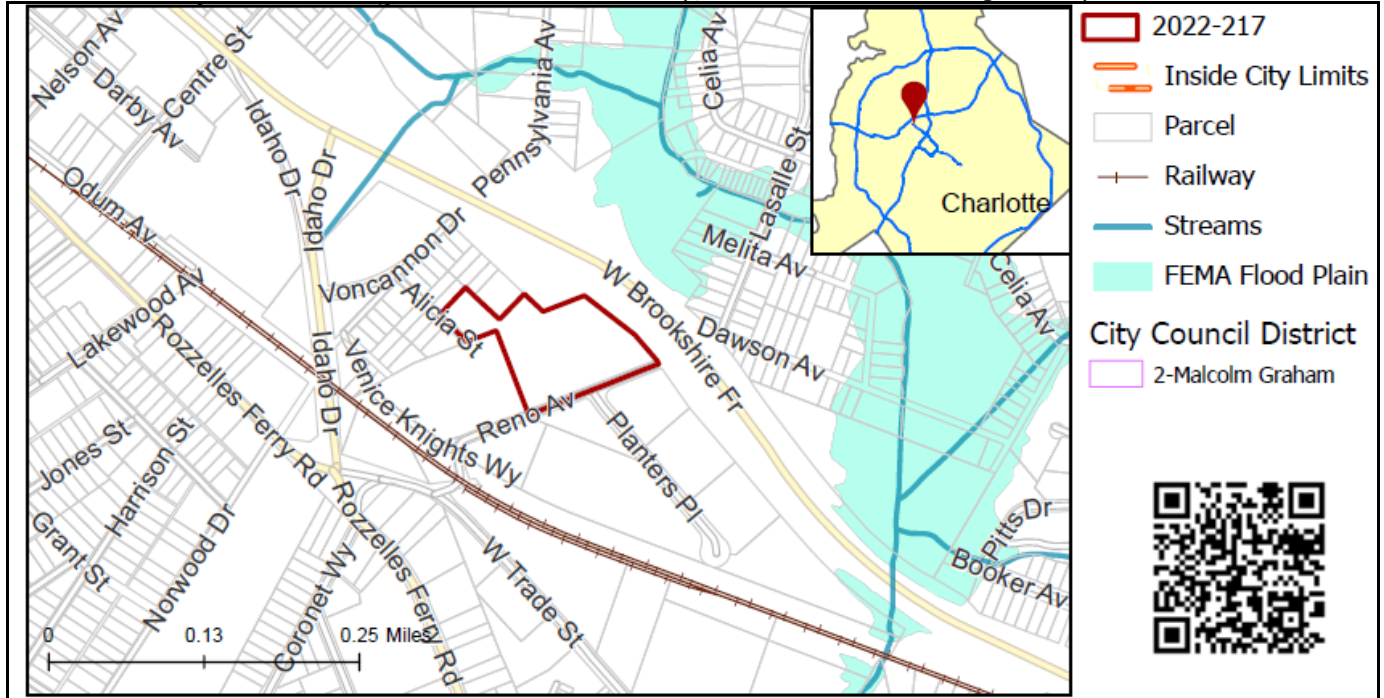 Nelson Av
Darby Av
Centre St
Idaho Dr
Idaho Dr
Pennsylvania Av
Celia Av
Lasalle St
Melita Av
Charlotte
Celia Av
Odum Av
Lakewood Av
Voncannon Dr
Alicia St
W Brookshire Fr
Dawson Av
Rozzelles Ferry Rd
Idaho Dr
Venice Knights Wy
Reno Av
Planters Pl
Jones St
Harrison St
Grant St
Norwood Dr
Coronet Wy
Rozzelles Ferry Rd
W Trade St
Pitts Dr
Booker Av
0 0.13 0.25 Miles
2022-217
Inside City Limits
Parcel
Railway
Streams
FEMA Flood Plain
City Council District
2-Malcolm Graham